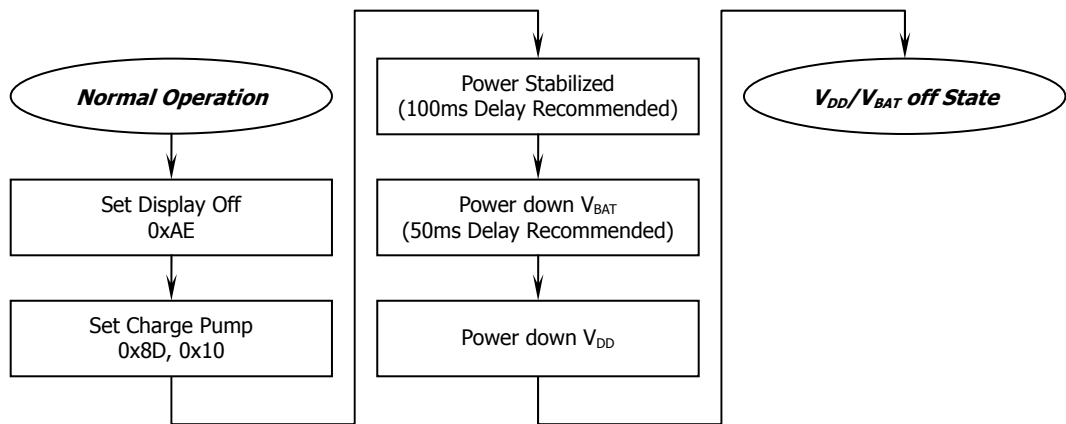 Normal Operation
Set Display Off
0xAE
Set Charge Pump
0x8D, 0x10
Power Stabilized
(100ms Delay Recommended)
Power down VBAT
(50ms Delay Recommended)
Power down VDD
VDD/VBAT off State